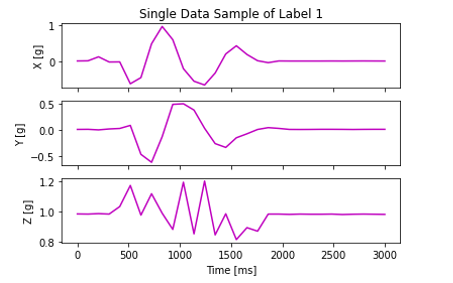 Single Data Sample of Label 1
X [g]
1
0
Y [g]
0.5
0.0
−0.5
Z [g]
1.2
1.0
0.8
0 500 1000 1500 2000 2500 3000
Time [ms]